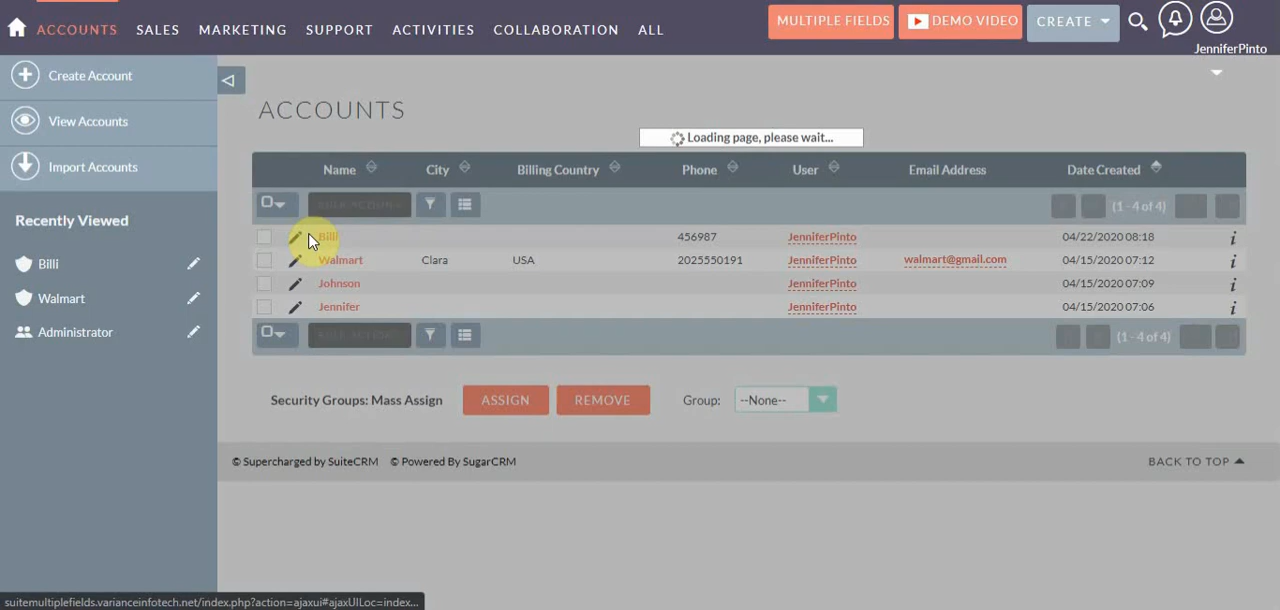 ACCOUNTS SALES MARKETING SUPPORT ACTIVITIES COLLABORATION ALL MULTIPLE FIELDS DEMO VIDEO CREATE
JenniferPinto
Create Account
View Accounts
Import Accounts
Recently Viewed
Billi
Walmart
Administrator
ACCOUNTS
Loading page, please wait...
Name City Billing Country Phone User Email Address Date Created
BULK ACTION (1 - 4 of 4)
Billi 456987 JenniferPinto 04/22/2020 08:18 i
Walmart Clara USA 2025550191 JenniferPinto walmart@gmail.com 04/15/2020 07:12 i
Johnson JenniferPinto 04/15/2020 07:09 i
Jennifer JenniferPinto 04/15/2020 07:06 i
BULK ACTION (1 - 4 of 4)
Security Groups: Mass Assign ASSIGN REMOVE Group: --None--
© Supercharged by SuiteCRM © Powered By SugarCRM BACK TO TOP
suitemultiplefields.varianceinfotech.net/index.php?action=ajaxui#ajaxUILoc=index...